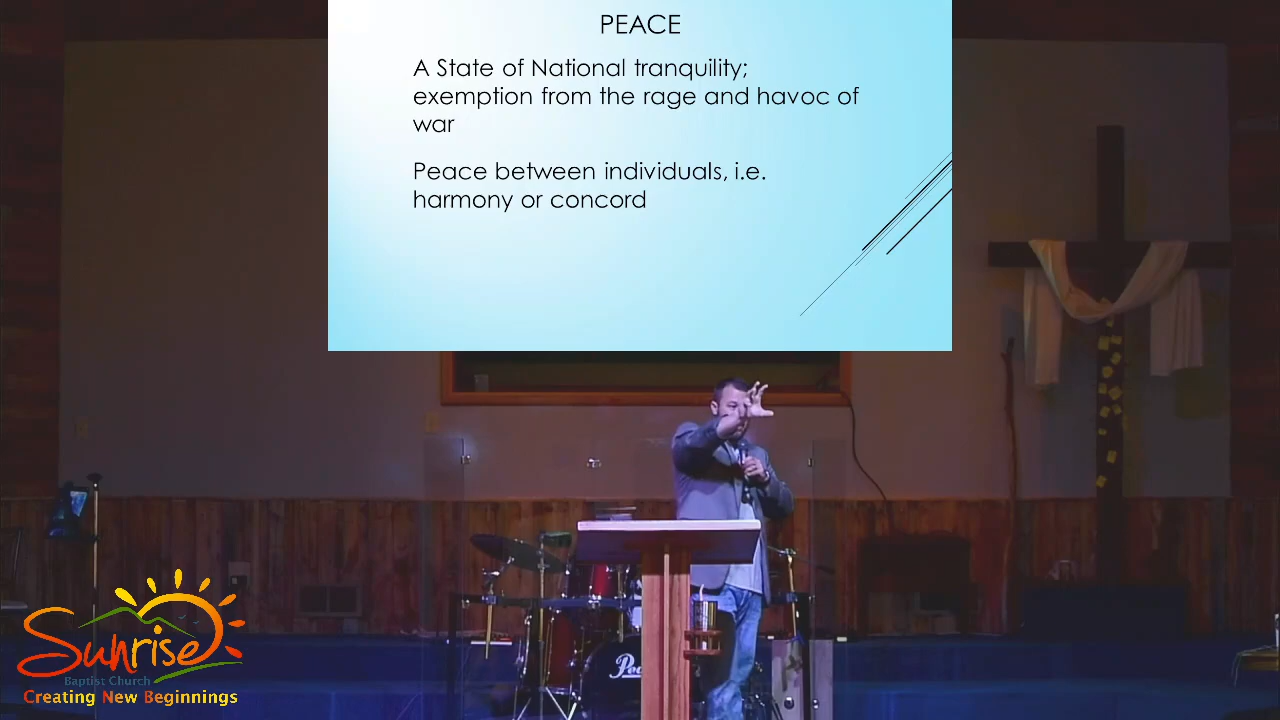 PEACE
A State of National tranquility;
exemption from the rage and havoc of
war
Peace between individuals, i.e.
harmony or concord
Sunrise
Baptist Church
Creating New Beginnings